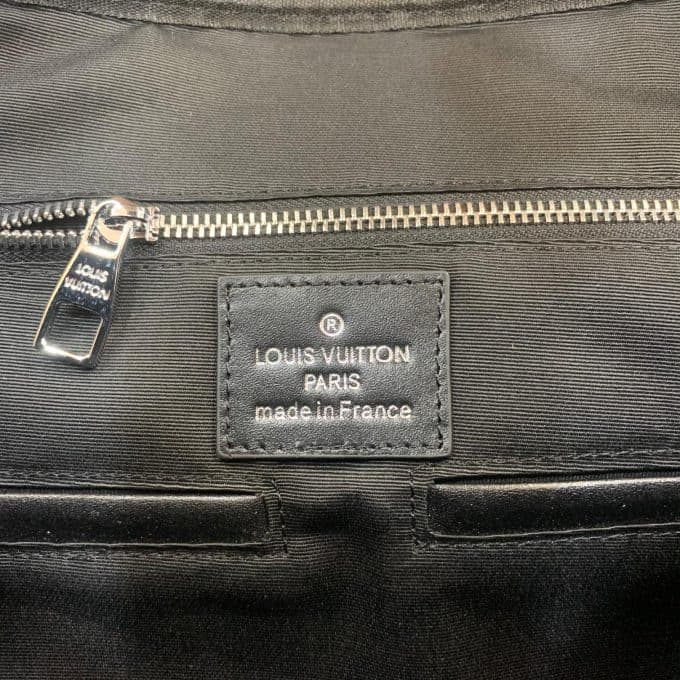 LOUIS
VUITTON
®
LOUIS VUITTON
PARIS
made in France